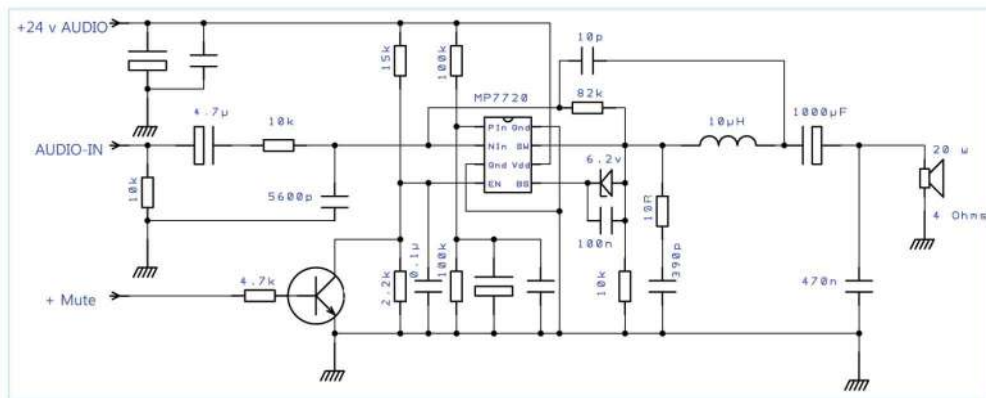 +24 v AUDIO
10p
15k
100k
MP7720
82k
4.7µ
10k
10µH
1000µF
PIn Gnd
AUDIO-IN
NIn SW
6.2v
20 w
Gnd Vdd
EN BS
10k
5600p
10R
100n
4 Ohms
0.1µ
390p
4.7k
2.2k
100k
10k
470n
+ Mute